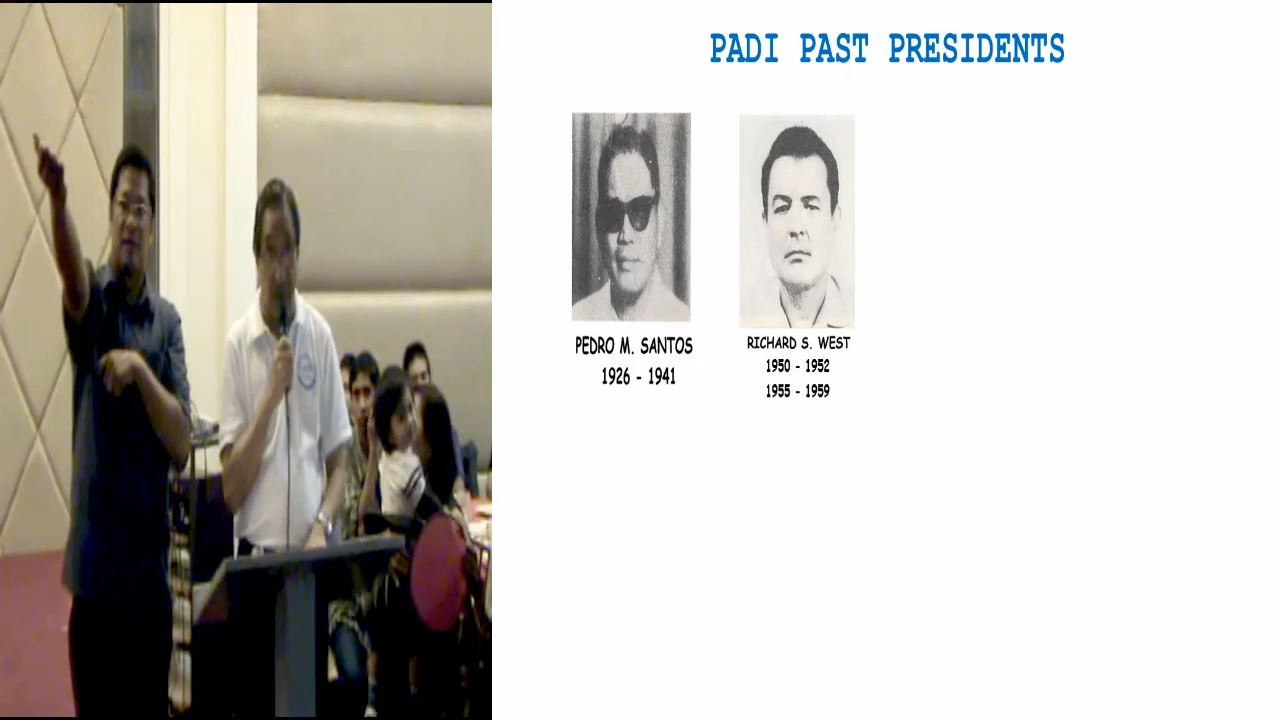 PADI PAST PRESIDENTS
PEDRO M. SANTOS
1926 - 1941
RICHARD S. WEST
1950 - 1952
1955 - 1959